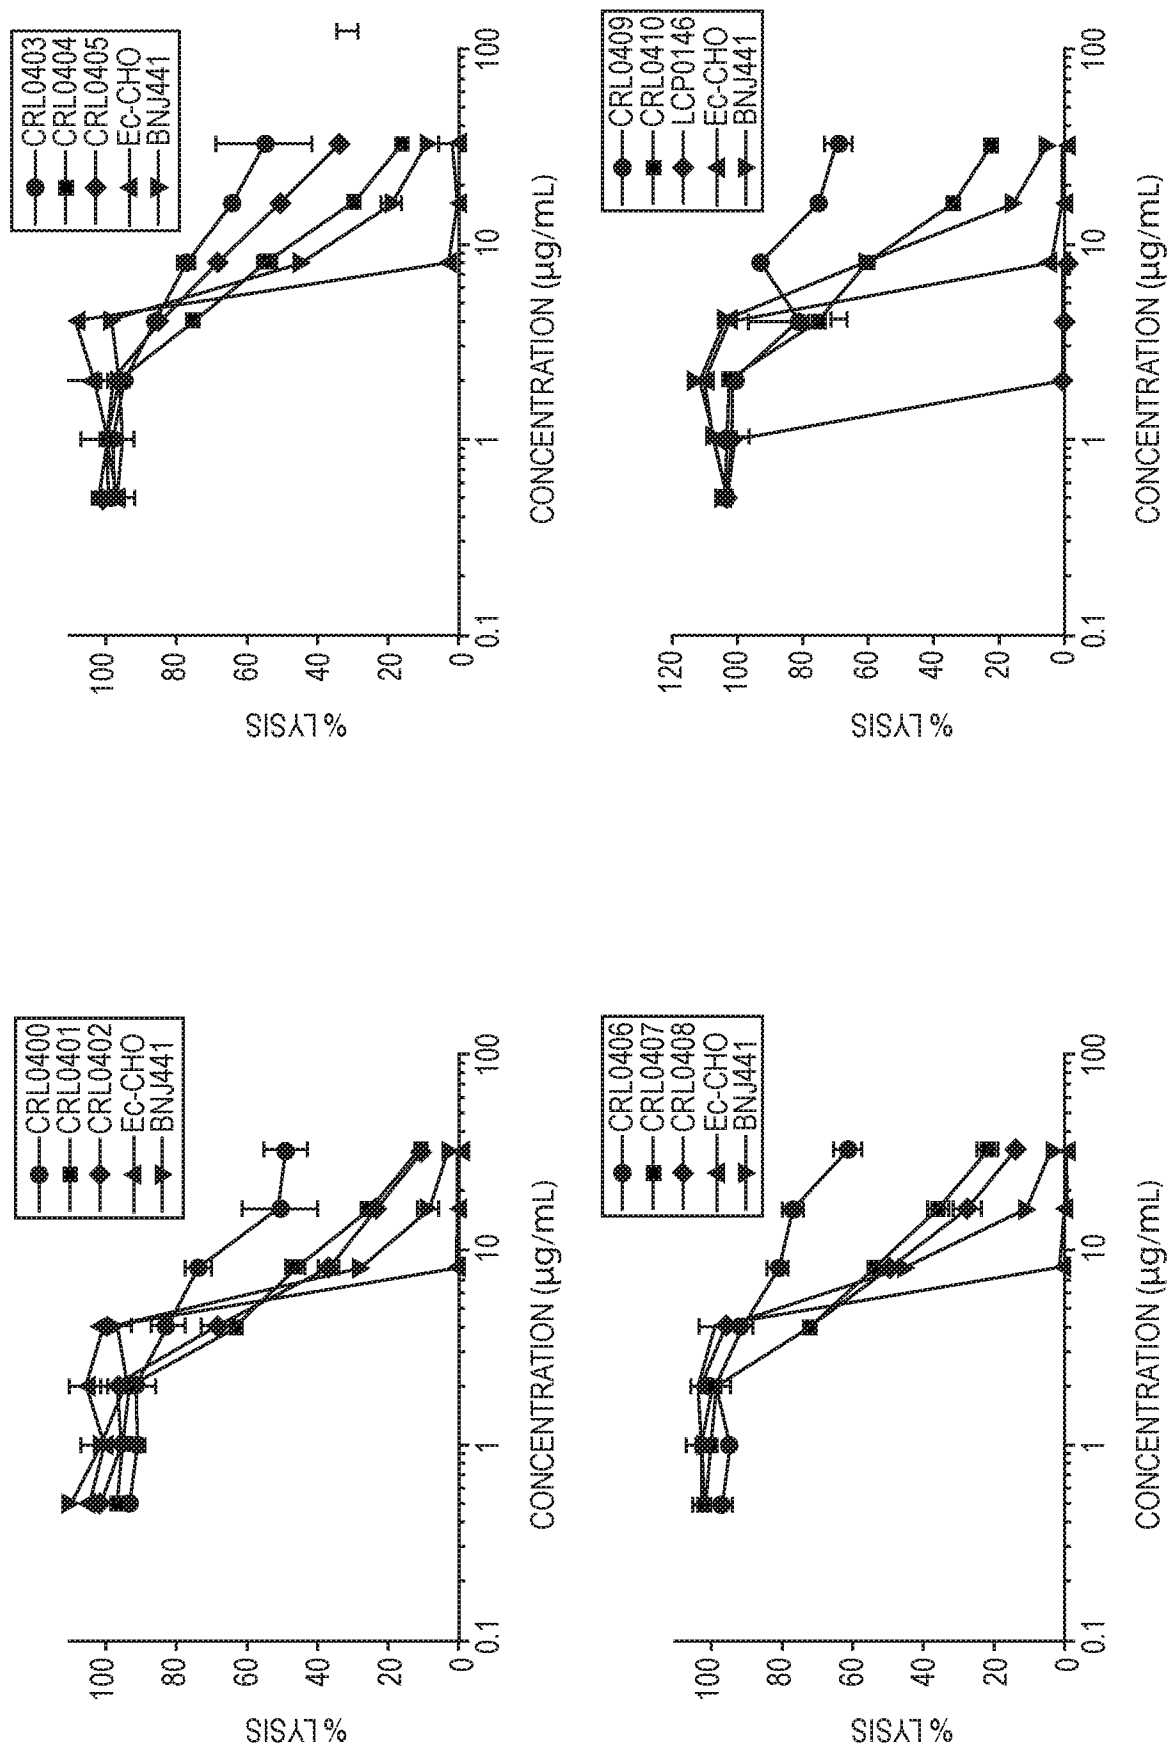 % LYSIS
100
80
60
40
20
0
CRL0400
CRL0401
CRL0402
Ec-CHO
BNJ441
0.1 1 10 100
CONCENTRATION (µg/mL)
% LYSIS
100
80
60
40
20
0
CRL0403
CRL0404
CRL0405
Ec-CHO
BNJ441
0.1 1 10 100
CONCENTRATION (µg/mL)
% LYSIS
100
80
60
40
20
0
CRL0406
CRL0407
CRL0408
Ec-CHO
BNJ441
0.1 1 10 100
CONCENTRATION (µg/mL)
% LYSIS
120
100
80
60
40
20
0
CRL0409
CRL0410
LCP0146
Ec-CHO
BNJ441
0.1 1 10 100
CONCENTRATION (µg/mL)